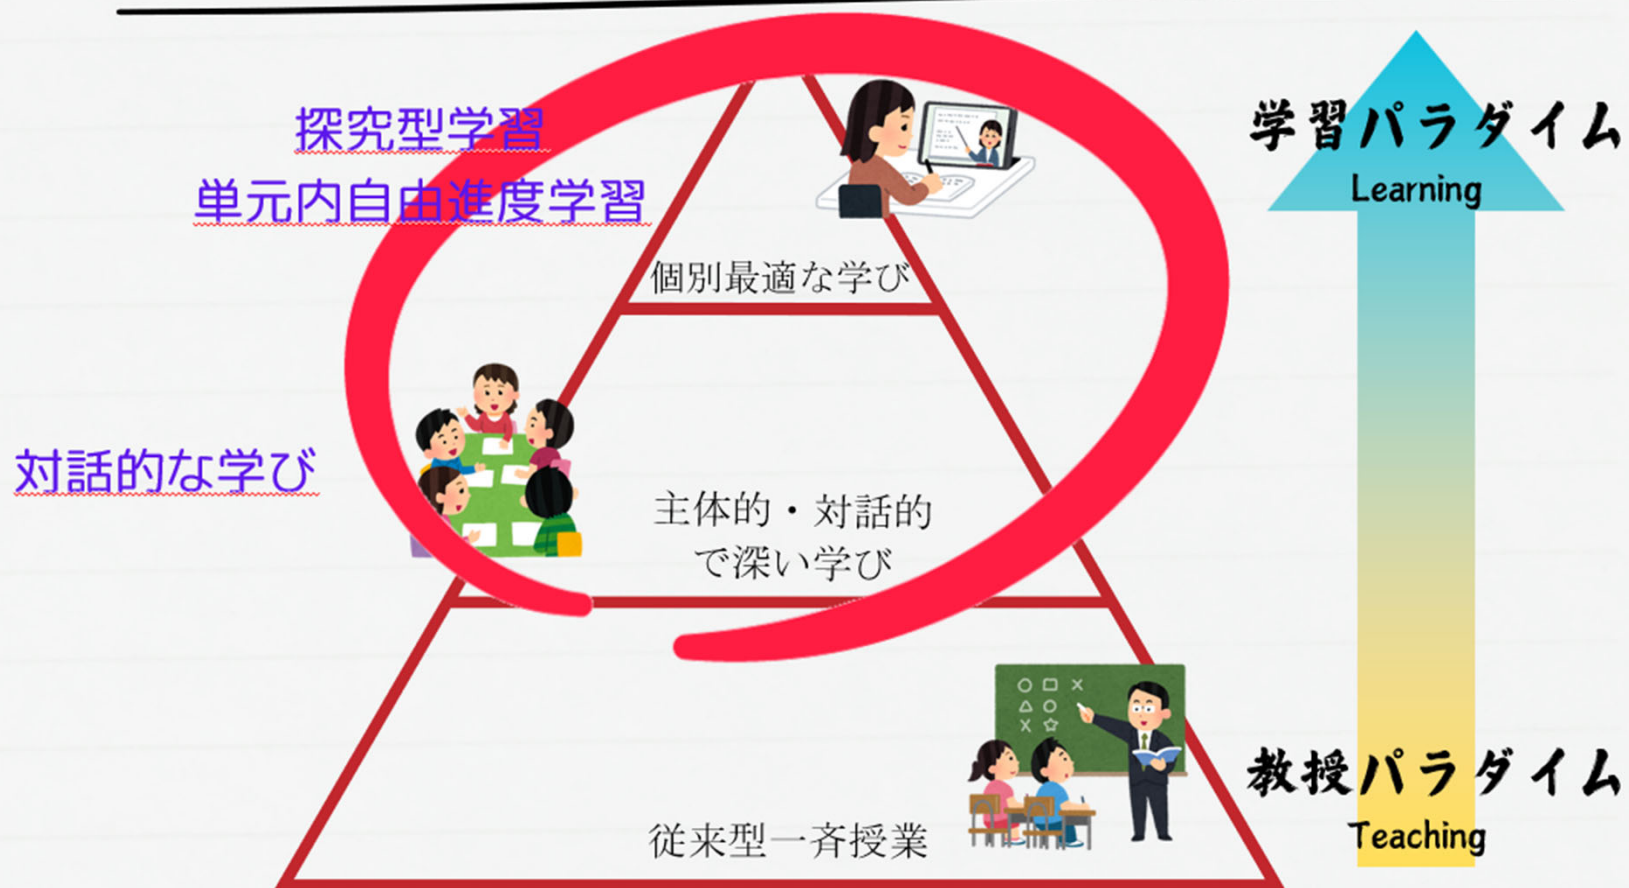 探究型学習
単元内自由進度学習
個別最適な学び
対話的な学び
主体的・対話的
で深い学び
従来型一斉授業
学習パラダイム
Learning
教授パラダイム
Teaching